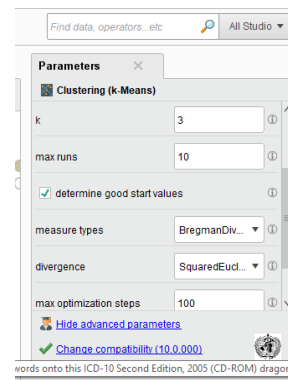 Find data, operators...etc
All Studio
Parameters
Clustering (k-Means)
k
3
max runs
10
determine good start values
measure types
BregmanDiv...
divergence
SquaredEucl...
max optimization steps
100
Hide advanced parameters
Change compatibility (10.0.000)
words onto this ICD-10 Second Edition, 2005 (CD-ROM) dragon